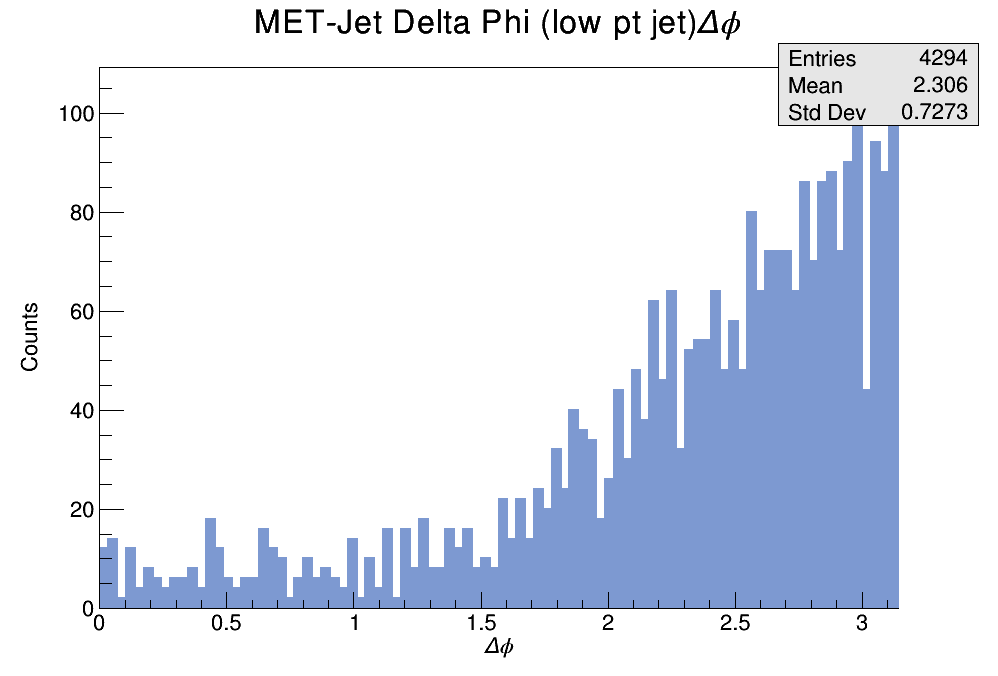 MET-Jet Delta Phi (low pt jet)Δϕ
Entries 4294
Mean 2.306
Std Dev 0.7273
100
80
60
40
20
0
Counts
0 0.5 1 1.5 2 2.5 3
Δϕ